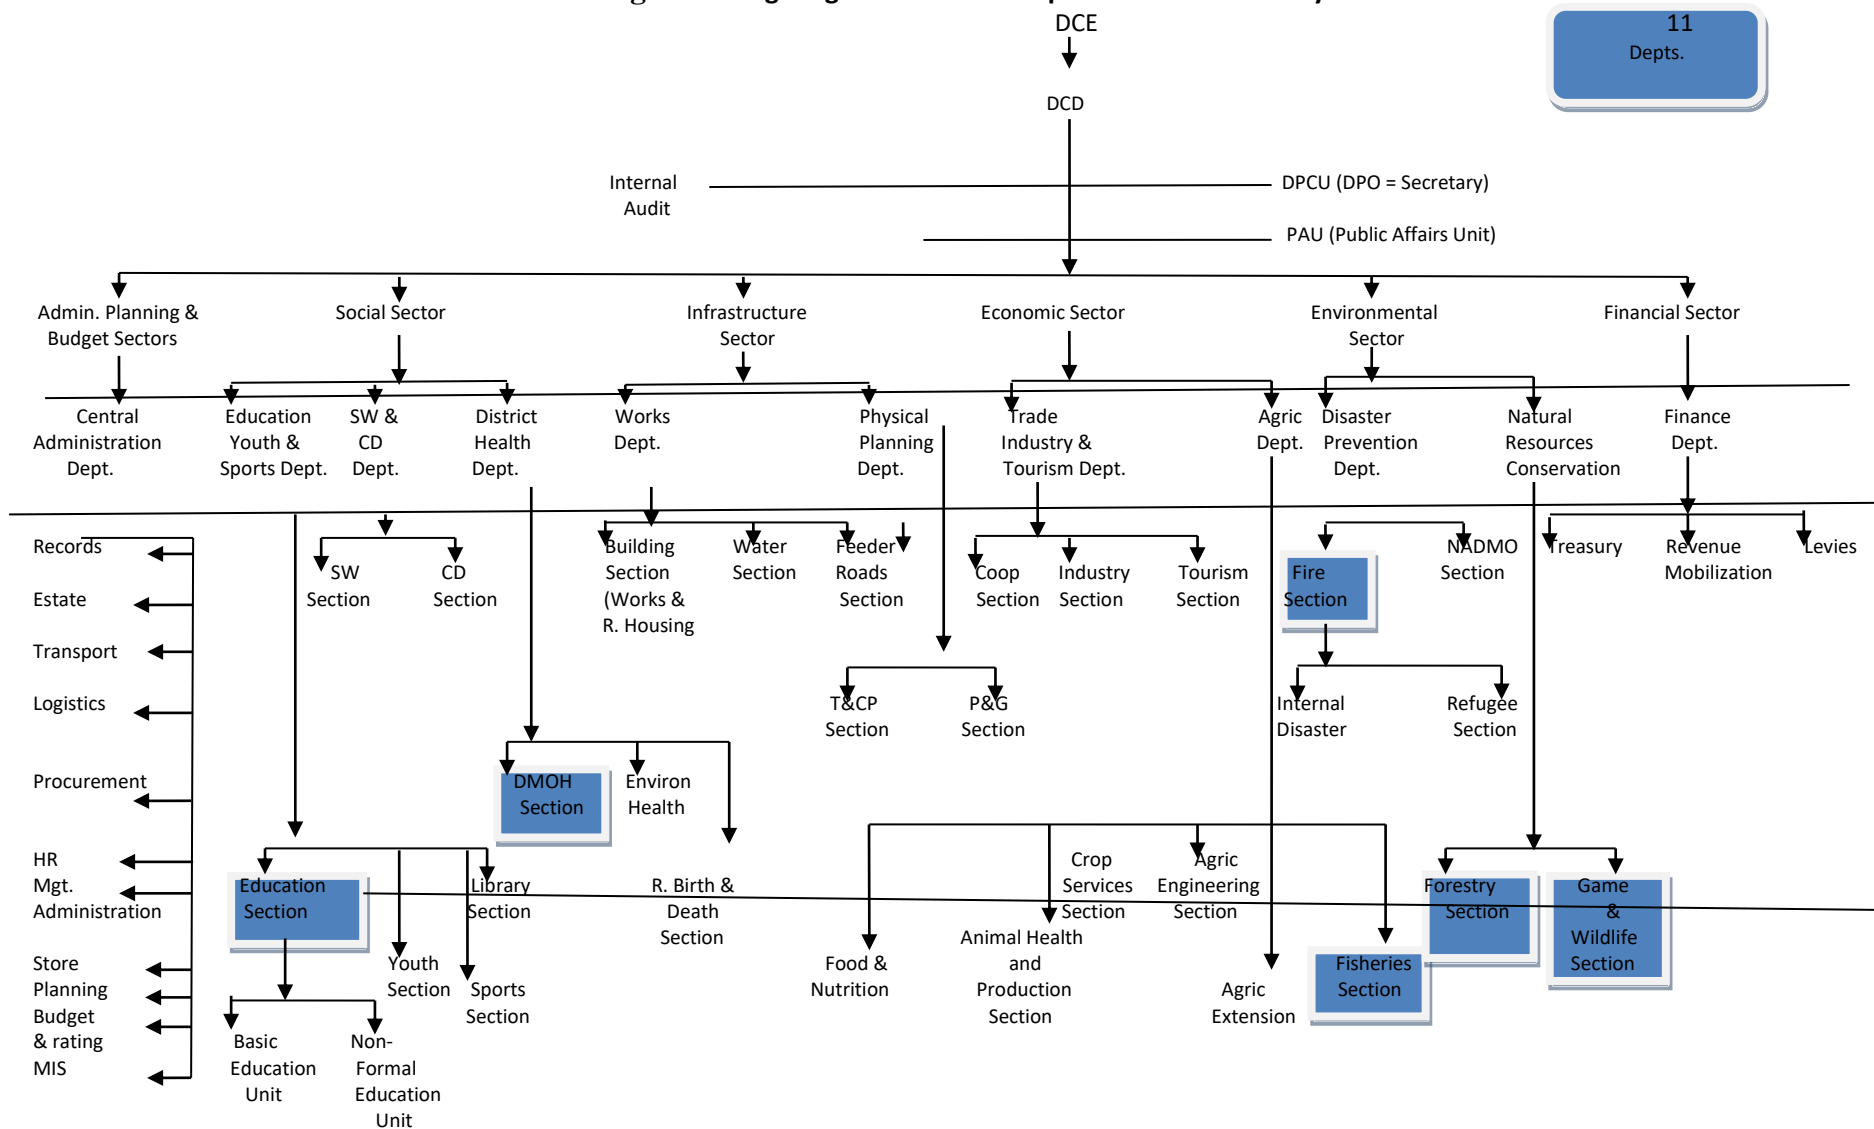 DCE
11
Depts.
DCD
Internal
Audit
DPCU (DPO = Secretary)
PAU (Public Affairs Unit)
Admin. Planning &
Budget Sectors
Social Sector
Infrastructure
Sector
Economic Sector
Environmental
Sector
Financial Sector
Central
Administration
Dept.
Education
Youth &
Sports Dept.
SW &
CD
Dept.
District
Health
Dept.
Works
Dept.
Physical
Planning
Dept.
Trade
Industry &
Tourism Dept.
Agric
Dept.
Disaster
Prevention
Dept.
Natural
Resources
Conservation
Finance
Dept.
Records
Estate
Transport
Logistics
Procurement
HR
Mgt.
Administration
Store
Planning
Budget
& rating
MIS
SW
Section
CD
Section
Building
Section
(Works &
R. Housing
Water
Section
Feeder
Roads
Section
Coop
Section
Industry
Section
Tourism
Section
Fire
Section
NADMO
Section
Treasury
Revenue
Mobilization
Levies
T&CP
Section
P&G
Section
Internal
Disaster
Refugee
Section
DMOH
Section
Environ
Health
Education
Section
Library
Section
R. Birth &
Death
Section
Crop
Services
Section
Agric
Engineering
Section
Forestry
Section
Game
&
Wildlife
Section
Youth
Section
Sports
Section
Food &
Nutrition
Animal Health
and
Production
Section
Agric
Extension
Fisheries
Section
Basic
Education
Unit
Non-
Formal
Education
Unit